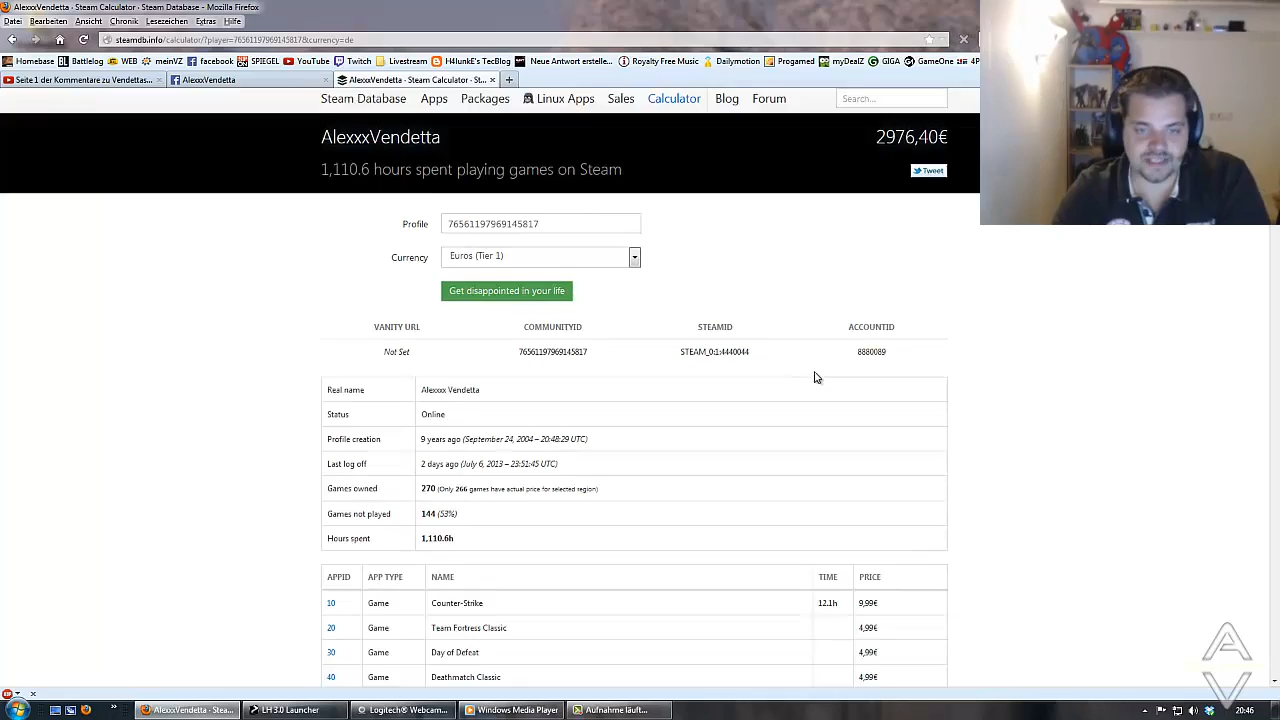 AlexxxVendetta · Steam Calculator · Steam Database - Mozilla Firefox
Datei Bearbeiten Ansicht Chronik Lesezeichen Extras Hilfe
steamdb.info/calculator/?player=76561197969145817&currency=de
Homebase Battlelog WEB meinVZ facebook SPIEGEL YouTube Twitch Livestream H4lunkE's TecBlog Neue Antwort erstelle... Royalty Free Music Dailymotion Progamed myDealZ GIGA GameOne 4P
Seite 1 der Kommentare zu Vendettas... AlexxxVendetta AlexxxVendetta · Steam Calculator · St...
Steam Database Apps Packages Linux Apps Sales Calculator Blog Forum Search...
AlexxxVendetta 2976,40€
1,110.6 hours spent playing games on Steam Tweet
Profile 76561197969145817
Currency Euros (Tier 1)
Get disappointed in your life
VANITY URL COMMUNITYID STEAMID ACCOUNTID
Not Set 76561197969145817 STEAM_0:1:4440044 8880089
Real name Alexxx Vendetta
Status Online
Profile creation 9 years ago (September 24, 2004 – 20:48:29 UTC)
Last log off 2 days ago (July 6, 2013 – 23:51:45 UTC)
Games owned 270 (Only 266 games have actual price for selected region)
Games not played 144 (53%)
Hours spent 1,110.6h
APPID APP TYPE NAME TIME PRICE
10 Game Counter-Strike 12.1h 9,99€
20 Game Team Fortress Classic 4,99€
30 Game Day of Defeat 4,99€
40 Game Deathmatch Classic 4,99€
AlexxxVendetta · Stea... LH 3.0 Launcher Logitech® Webcam... Windows Media Player Aufnahme läuft... 20:46